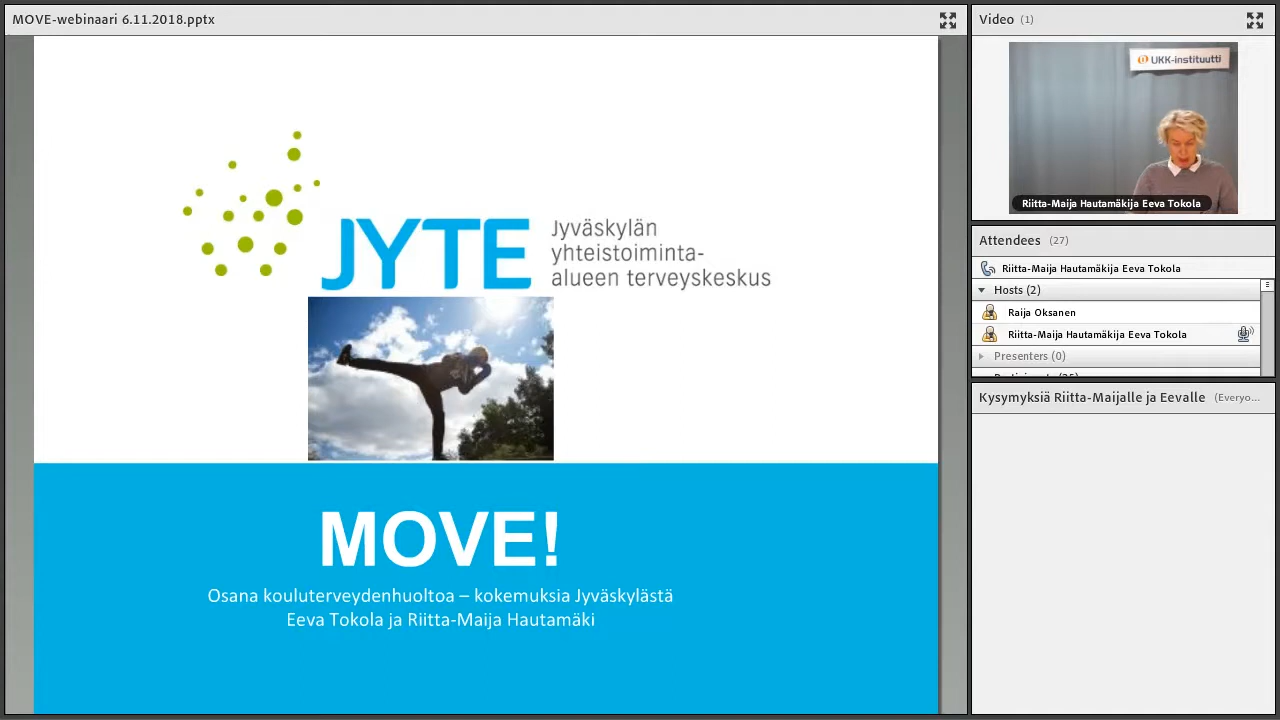 MOVE-webinaari 6.11.2018.pptx
JYTE
Jyväskylän
yhteistoiminta-
alueen terveyskeskus
MOVE!
Osana kouluterveydenhuoltoa – kokemuksia Jyväskylästä
Eeva Tokola ja Riitta-Maija Hautamäki
Video (1)
UKK-instituutti
Riitta-Maija Hautamäkija Eeva Tokola
Attendees (27)
Riitta-Maija Hautamäkija Eeva Tokola
Hosts (2)
Raija Oksanen
Riitta-Maija Hautamäkija Eeva Tokola
Presenters (0)
Kysymyksiä Riitta-Maijalle ja Eevalle (Everyo...